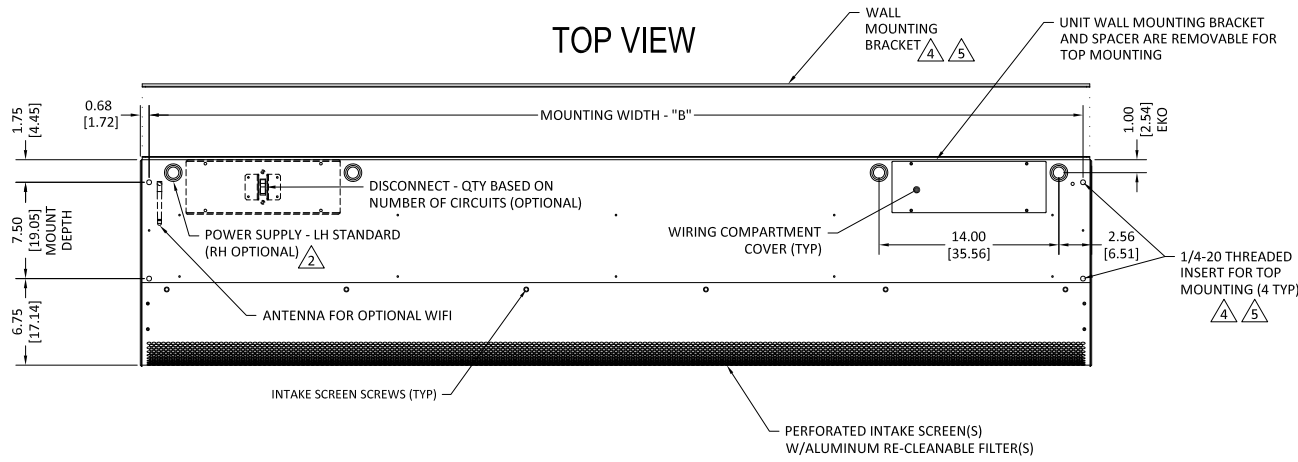 TOP VIEW
WALL
MOUNTING
BRACKET 4 5
UNIT WALL MOUNTING BRACKET
AND SPACER ARE REMOVABLE FOR
TOP MOUNTING
1.75
[4.45]
0.68
[1.72]
MOUNTING WIDTH - "B"
1.00
[2.54]
EKO
DISCONNECT - QTY BASED ON
NUMBER OF CIRCUITS (OPTIONAL)
7.50
[19.05]
MOUNT
DEPTH
POWER SUPPLY - LH STANDARD
(RH OPTIONAL) 2
WIRING COMPARTMENT
COVER (TYP)
14.00
[35.56]
2.56
[6.51]
1/4-20 THREADED
INSERT FOR TOP
MOUNTING (4 TYP)
4 5
6.75
[17.14]
ANTENNA FOR OPTIONAL WIFI
INTAKE SCREEN SCREWS (TYP)
PERFORATED INTAKE SCREEN(S)
W/ALUMINUM RE-CLEANABLE FILTER(S)